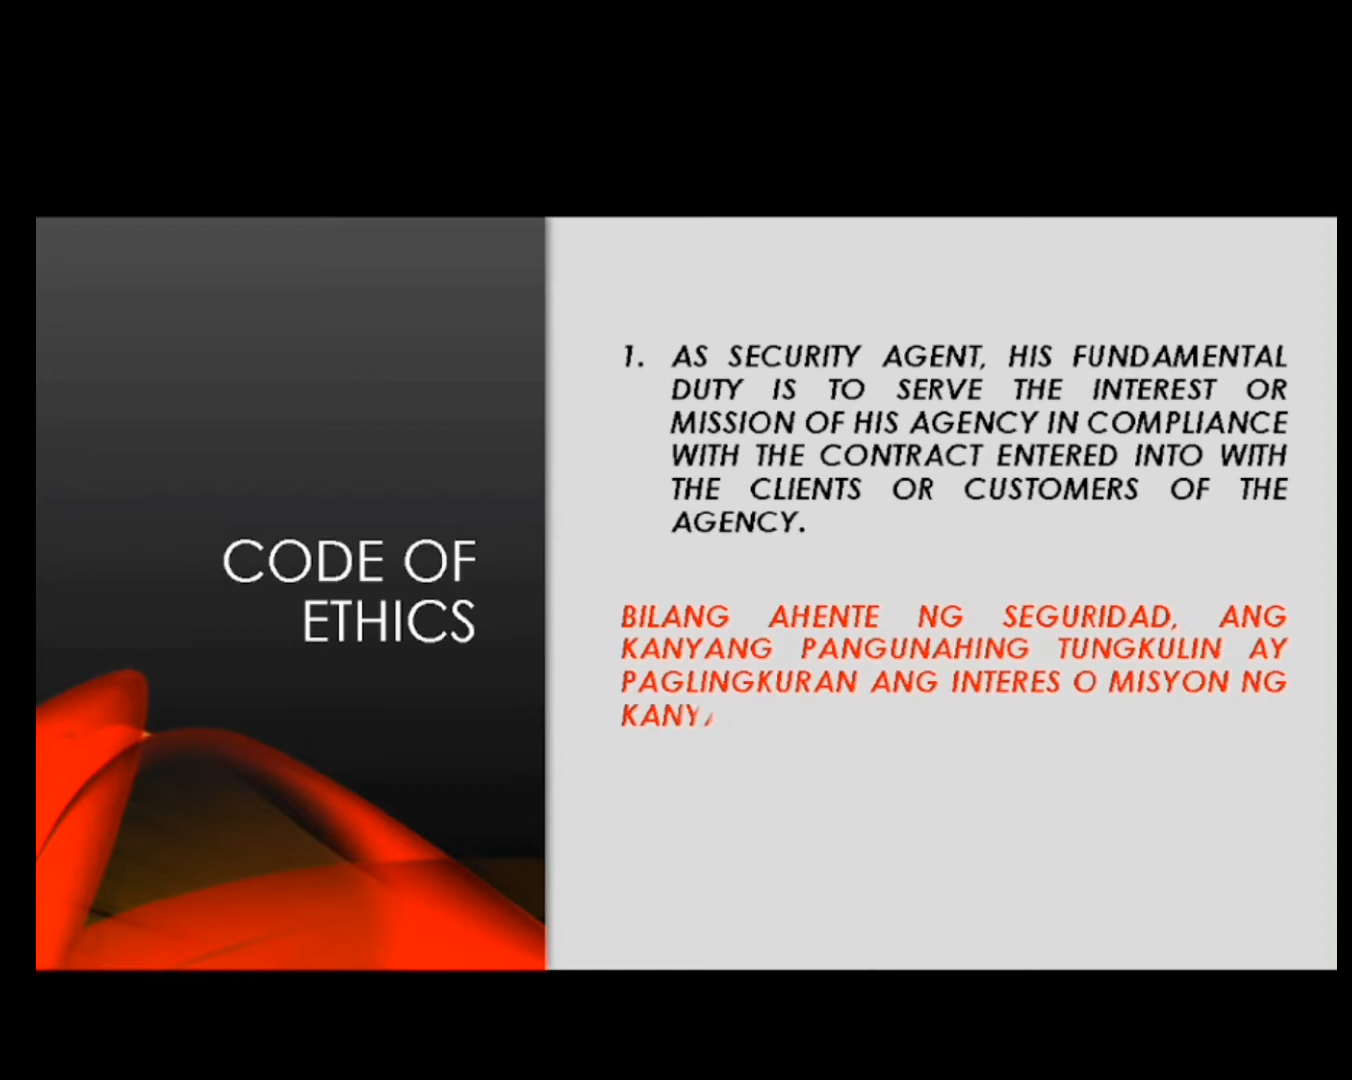 CODE OF
ETHICS
1. AS SECURITY AGENT, HIS FUNDAMENTAL
DUTY IS TO SERVE THE INTEREST OR
MISSION OF HIS AGENCY IN COMPLIANCE
WITH THE CONTRACT ENTERED INTO WITH
THE CLIENTS OR CUSTOMERS OF THE
AGENCY.
BILANG AHENTE NG SEGURIDAD, ANG
KANYANG PANGUNAHING TUNGKULIN AY
PAGLINGKURAN ANG INTERES O MISYON NG